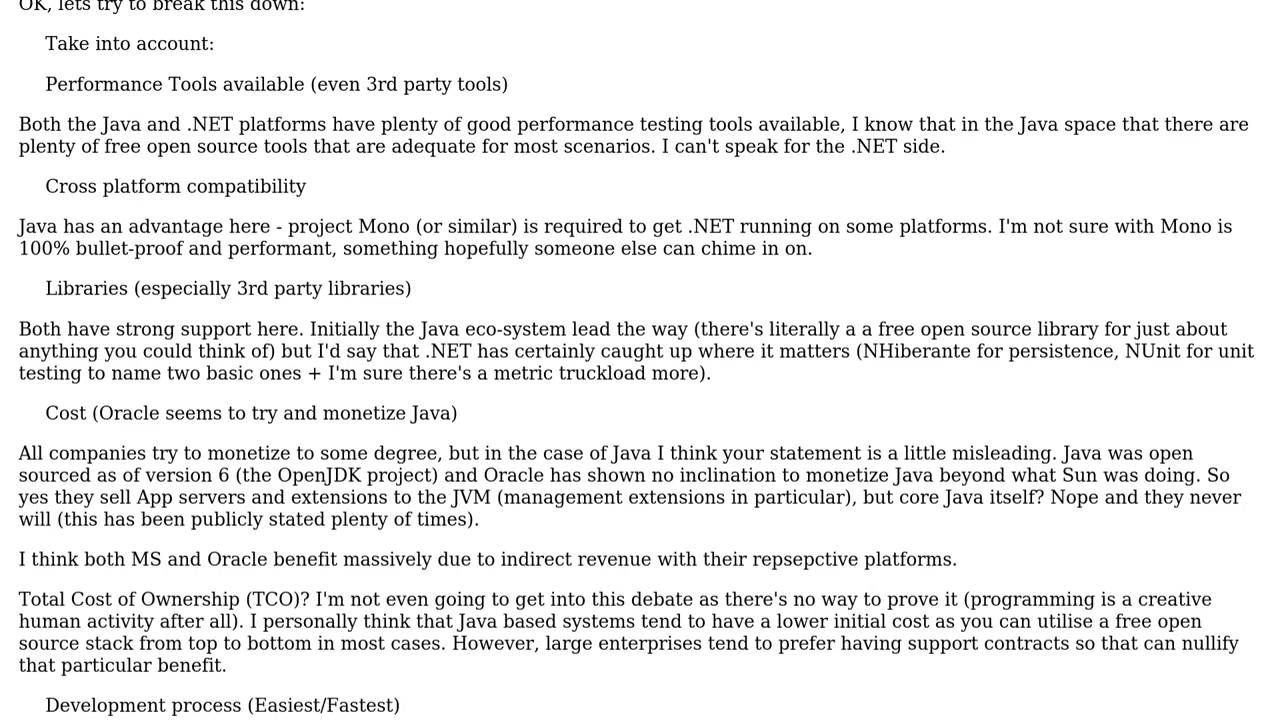 OK, lets try to break this down:
Take into account:
Performance Tools available (even 3rd party tools)
Both the Java and .NET platforms have plenty of good performance testing tools available, I know that in the Java space that there are
plenty of free open source tools that are adequate for most scenarios. I can't speak for the .NET side.
Cross platform compatibility
Java has an advantage here - project Mono (or similar) is required to get .NET running on some platforms. I'm not sure with Mono is
100% bullet-proof and performant, something hopefully someone else can chime in on.
Libraries (especially 3rd party libraries)
Both have strong support here. Initially the Java eco-system lead the way (there's literally a a free open source library for just about
anything you could think of) but I'd say that .NET has certainly caught up where it matters (NHiberante for persistence, NUnit for unit
testing to name two basic ones + I'm sure there's a metric truckload more).
Cost (Oracle seems to try and monetize Java)
All companies try to monetize to some degree, but in the case of Java I think your statement is a little misleading. Java was open
sourced as of version 6 (the OpenJDK project) and Oracle has shown no inclination to monetize Java beyond what Sun was doing. So
yes they sell App servers and extensions to the JVM (management extensions in particular), but core Java itself? Nope and they never
will (this has been publicly stated plenty of times).
I think both MS and Oracle benefit massively due to indirect revenue with their repsepctive platforms.
Total Cost of Ownership (TCO)? I'm not even going to get into this debate as there's no way to prove it (programming is a creative
human activity after all). I personally think that Java based systems tend to have a lower initial cost as you can utilise a free open
source stack from top to bottom in most cases. However, large enterprises tend to prefer having support contracts so that can nullify
that particular benefit.
Development process (Easiest/Fastest)